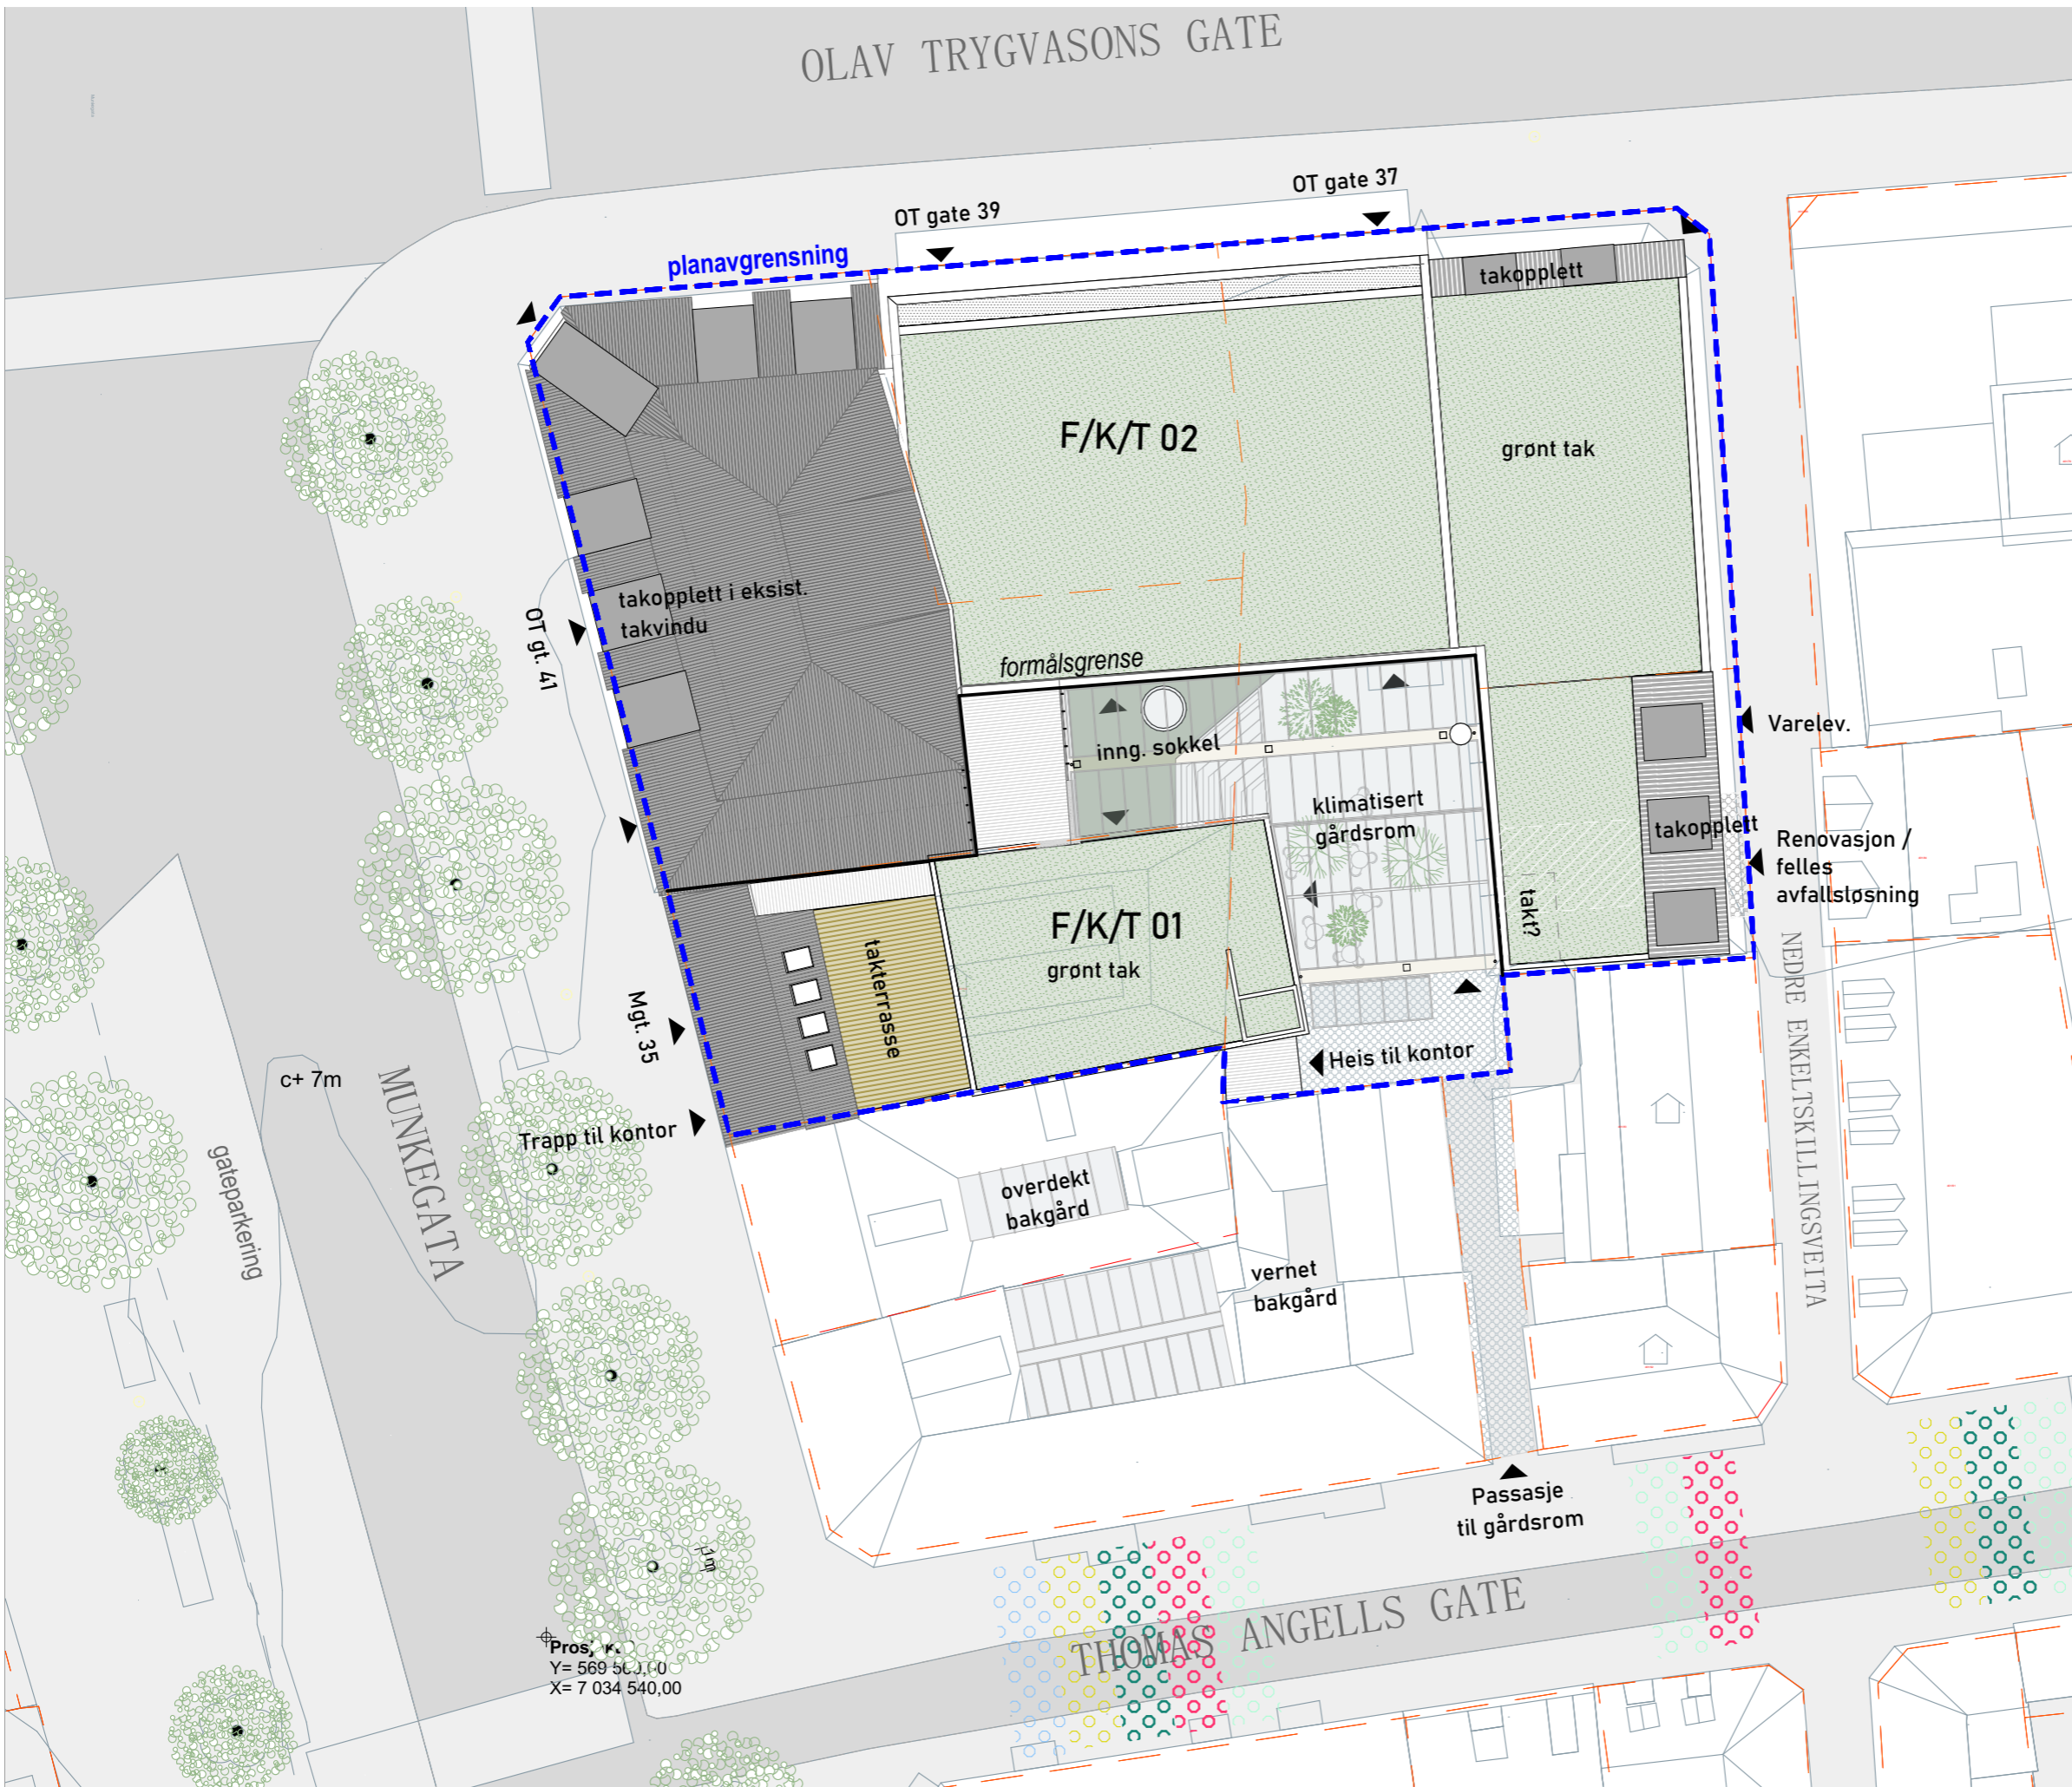 OLAV TRYGVASONS GATE
OT gate 37
OT gate 39
planavgrensning
takopplett
F/K/T 02
grønt tak
takopplett i eksist.
takvindu
OT gt. 41
formålsgrense
inng. sokkel
Varelev.
klimatisert
gårdsrom
takopplett
Renovasjon /
felles
avfallsløsning
takt?
F/K/T 01
grønt tak
takterrasse
Mgt. 35
Heis til kontor
NEDRE ENKELTSKILLINGSVEITA
c+ 7m
MUNKEGATA
Trapp til kontor
gateparkering
overdekt
bakgård
vernet
bakgård
Passasje
til gårdsrom
1m
THOMAS ANGELLS GATE
Y= 569
X= 7 034 540,00